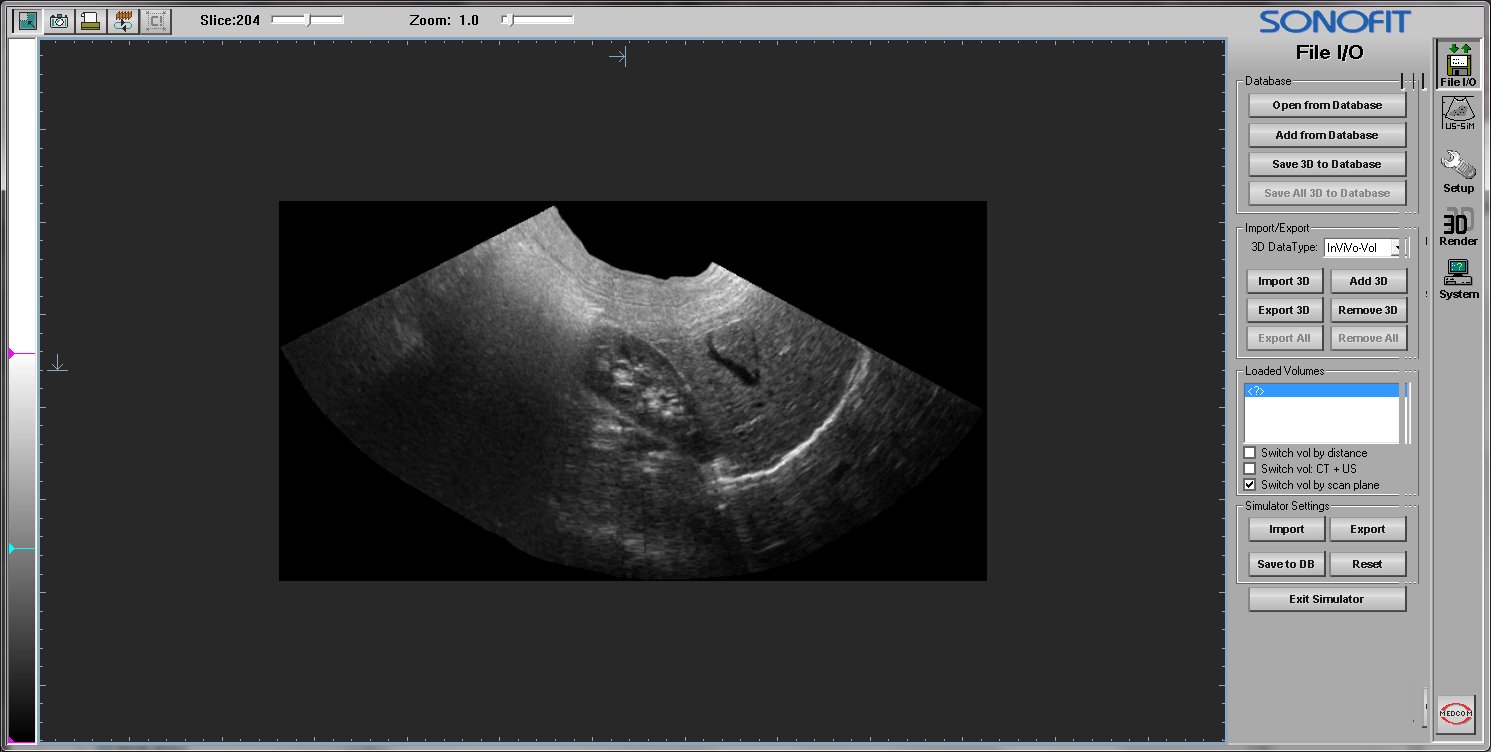 Slice:204
Zoom: 1.0
SONOFIT
File I/O
Database
Open from Database
Add from Database
Save 3D to Database
Save All 3D to Database
Import/Export
3D DataType: InViVo-Vol
Import 3D Add 3D
Export 3D Remove 3D
Export All Remove All
Loaded Volumes
<?>
Switch vol by distance
Switch vol: CT + US
Switch vol by scan plane
Simulator Settings
Import Export
Save to DB Reset
Exit Simulator
File I/O
US-SiM
Setup
3D
Render
?
System
MEDCOM